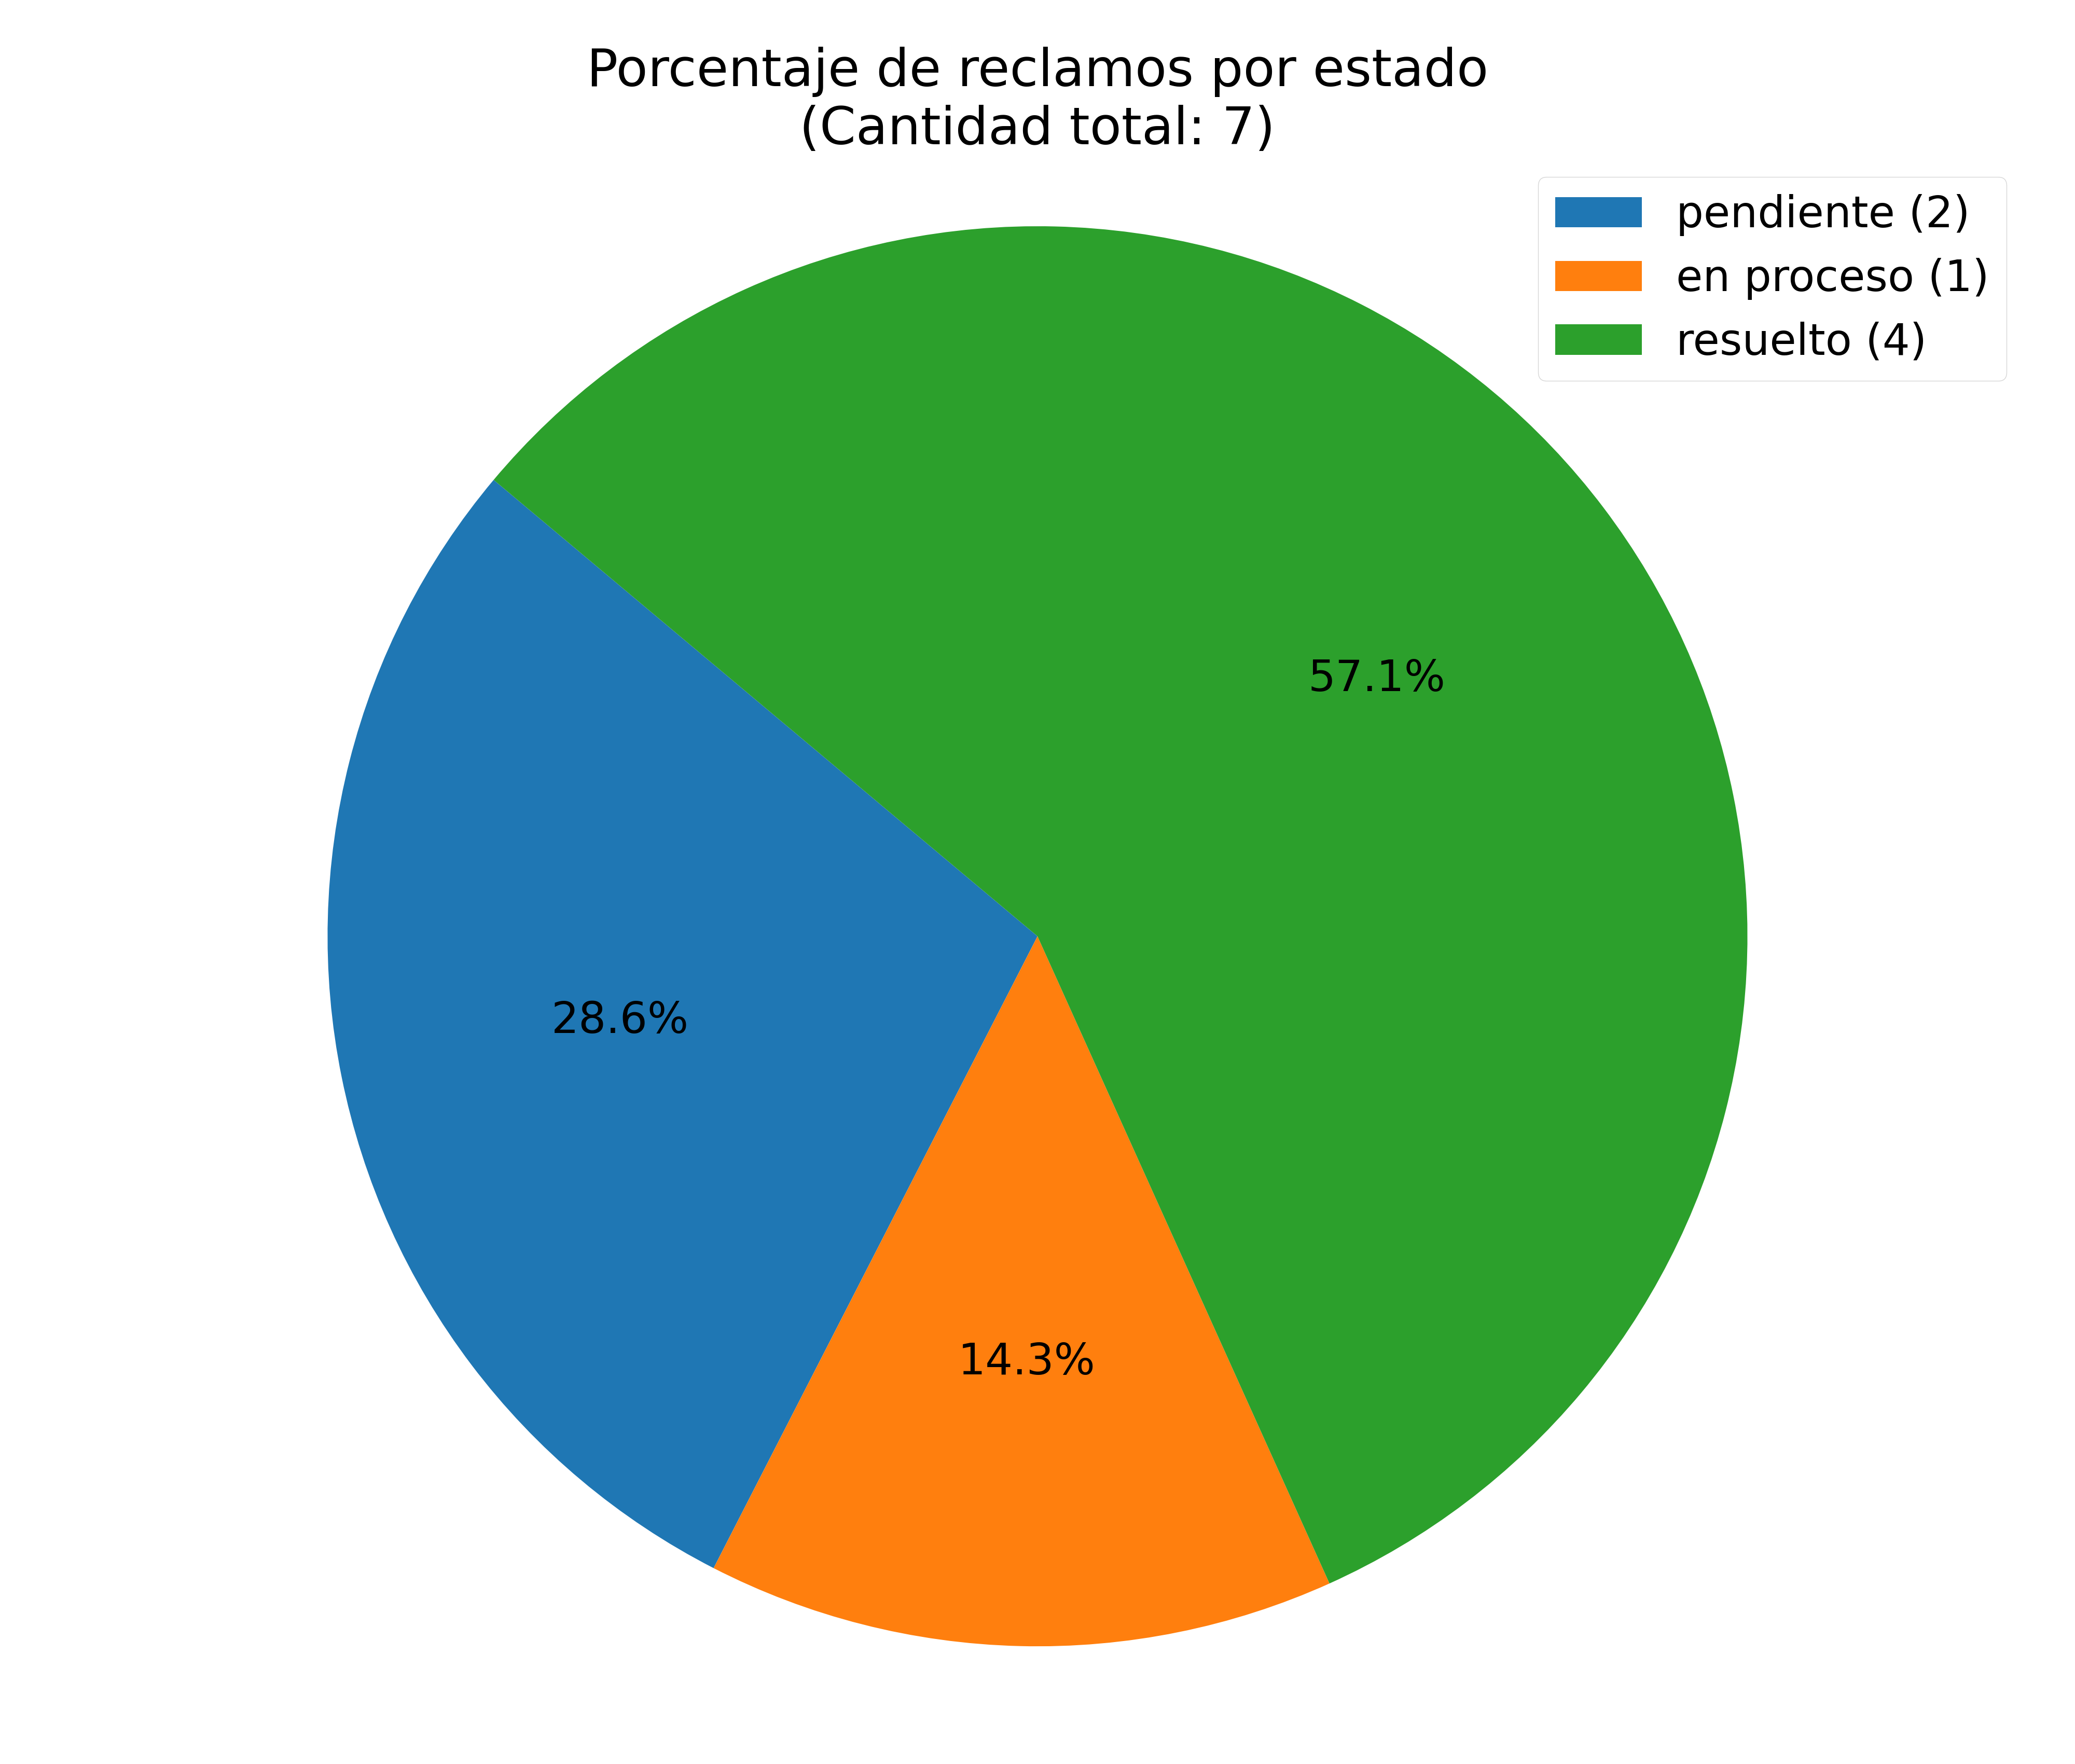 Porcentaje de reclamos por estado
(Cantidad total: 7)
pendiente (2)
en proceso (1)
resuelto (4)
57.1%
28.6%
14.3%